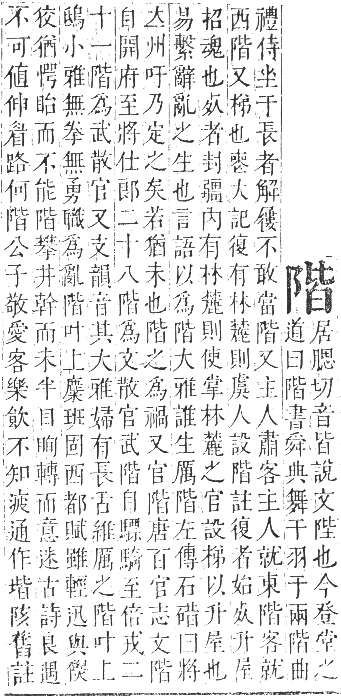 階
居腮切音皆說文陛也今登堂之
道曰階書舜典舞干羽于兩階曲
禮侍坐于長者解屨不敢當階又主人肅客主人就東階客就
西階又梯也喪大記復有林麓則虞人設階註復者始死升屋
招魂也死者封疆內有林麓則使掌林麓之官設梯以升屋也
易繫辭亂之生也言語以爲階大雅誰生厲階左傳石碏曰將
立州吁乃定之矣若猶未也階之爲禍又官階唐百官志文階
自開府至將仕郎二十八階爲文散官武階自驃騎至倍戎二
十一階爲武散官又支韻音其大雅婦有長舌維厲之階叶上
鴟小雅無拳無勇職爲亂階叶上麋班固西都賦雖輕迅與僄
狡猶愕眙而不能階攀井幹而未半目眴轉而意迷古詩良遇
不可値伸眉路何階公子敬愛客樂飲不知疲通作堦陔舊註